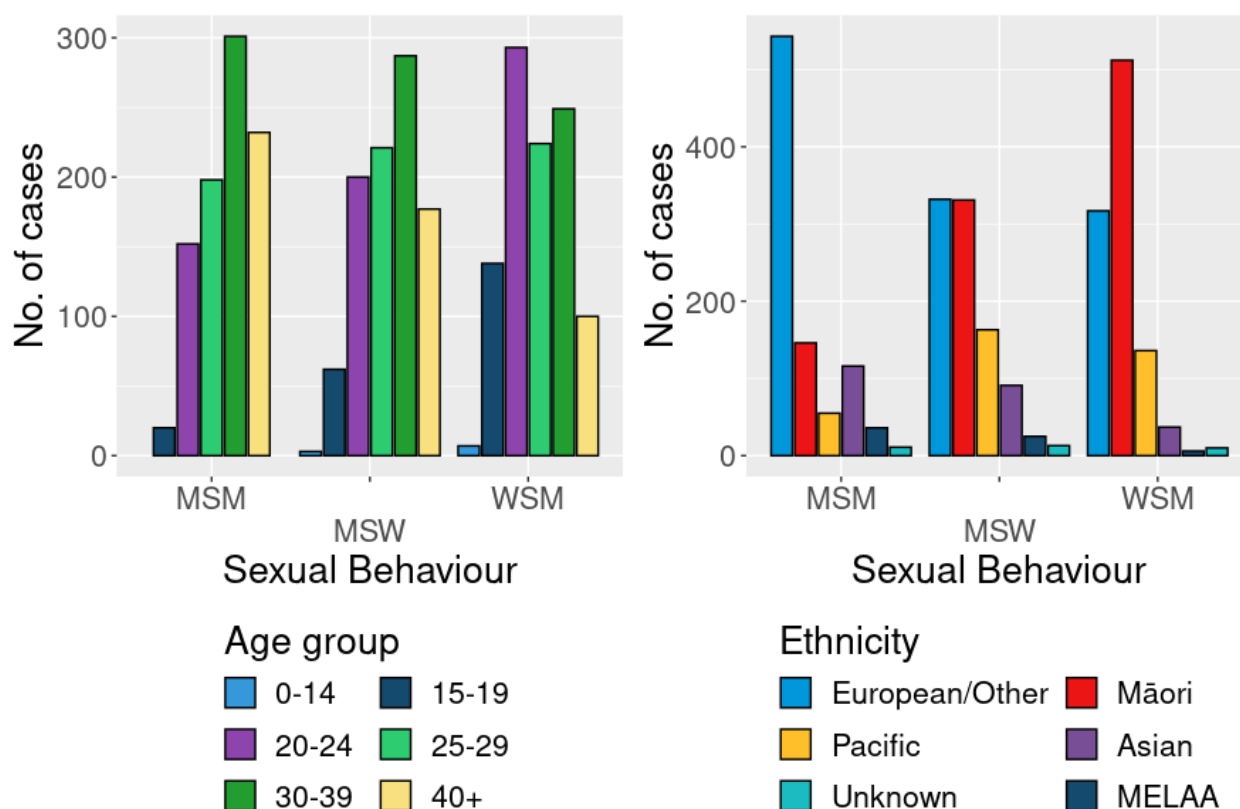 No. of cases
300
200
100
0
MSM
MSW
WSM
Sexual Behaviour
Age group
0-14
15-19
20-24
25-29
30-39
40+
No. of cases
400
200
0
MSM
MSW
WSM
Sexual Behaviour
Ethnicity
European/Other
Māori
Pacific
Asian
Unknown
MELAA